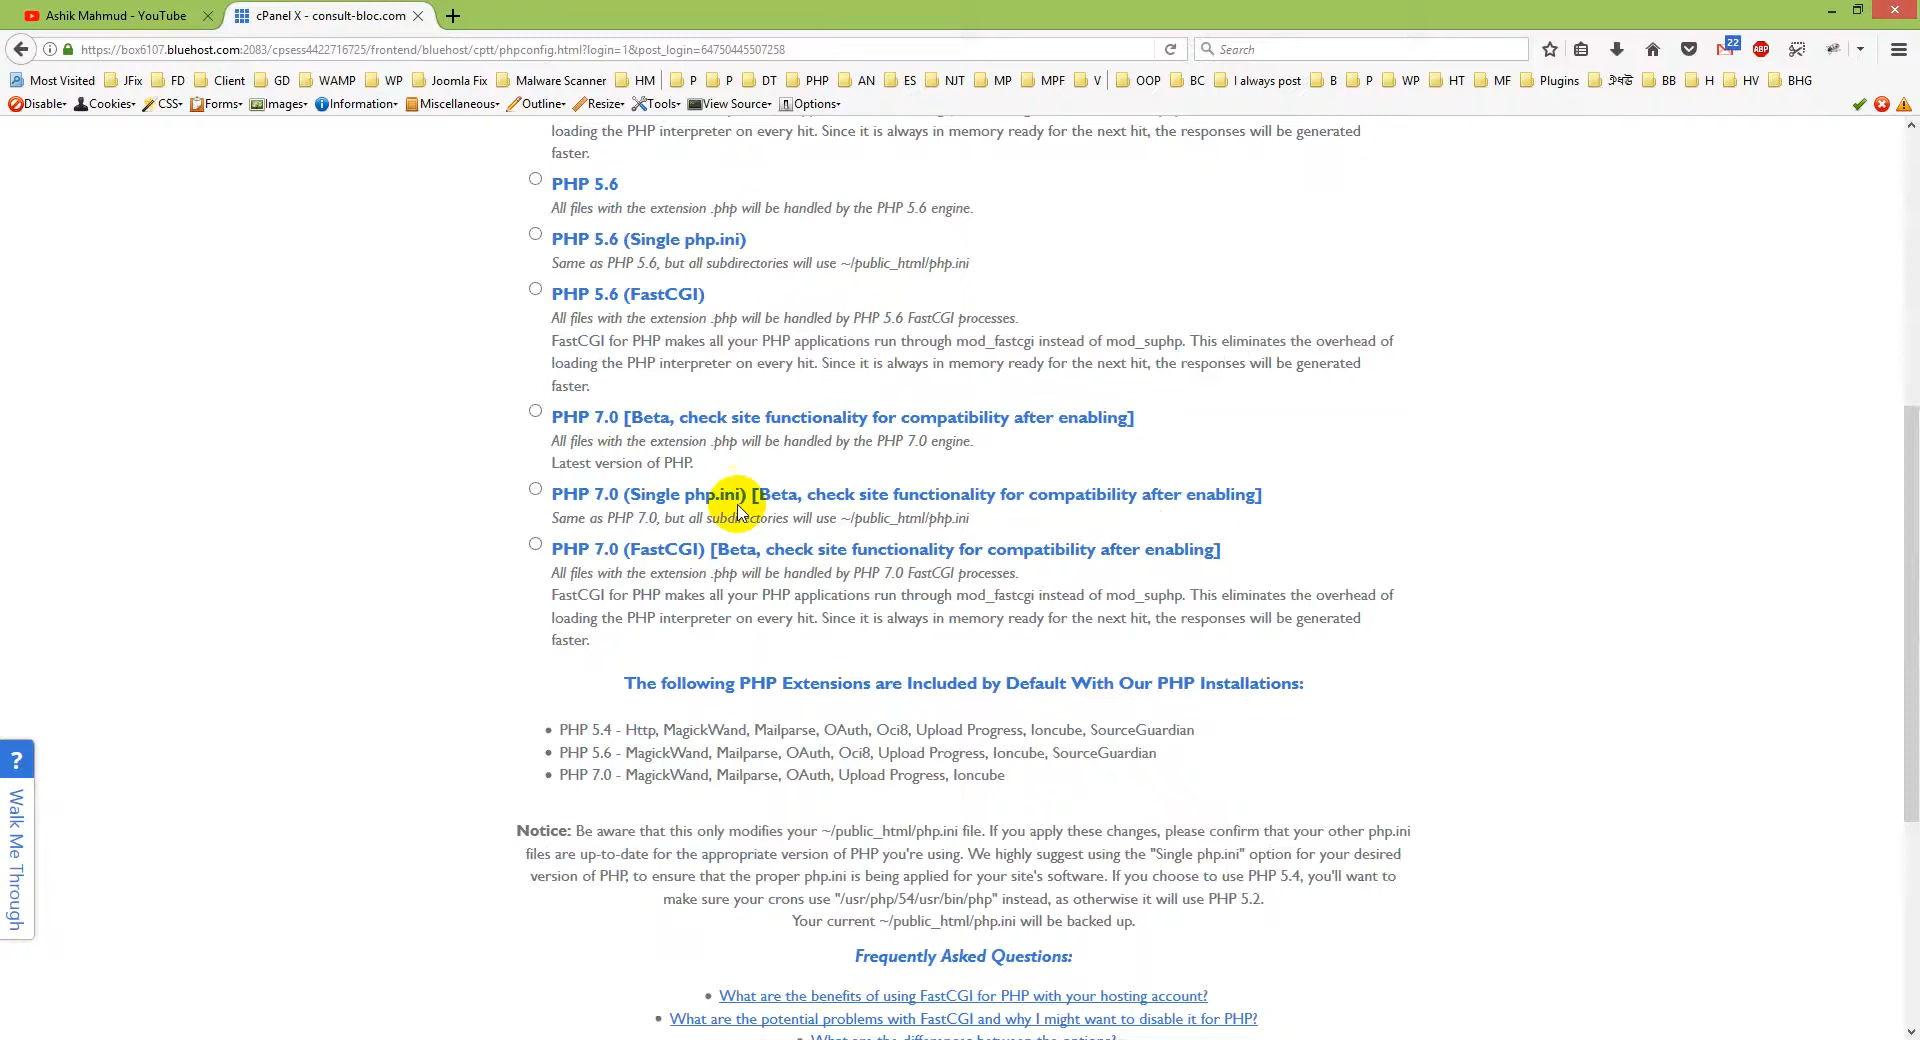 Ashik Mahmud - YouTube
cPanel X - consult-bloc.com
https://box6107.bluehost.com:2083/cpsess4422716725/frontend/bluehost/cptt/phpconfig.html?login=1&post_login=64750445507258
Search
22
ABP
Most Visited JFix FD Client GD WAMP WP Joomla Fix Malware Scanner HM P P DT PHP AN ES NJT MP MPF V OOP BC I always post B P WP HT MF Plugins BB H HV BHG
Disable Cookies CSS Forms Images Information Miscellaneous Outline Resize Tools View Source Options
loading the PHP interpreter on every hit. Since it is always in memory ready for the next hit, the responses will be generated
faster.
PHP 5.6
All files with the extension .php will be handled by the PHP 5.6 engine.
PHP 5.6 (Single php.ini)
Same as PHP 5.6, but all subdirectories will use ~/public_html/php.ini
PHP 5.6 (FastCGI)
All files with the extension .php will be handled by PHP 5.6 FastCGI processes.
FastCGI for PHP makes all your PHP applications run through mod_fastcgi instead of mod_suphp. This eliminates the overhead of
loading the PHP interpreter on every hit. Since it is always in memory ready for the next hit, the responses will be generated
faster.
PHP 7.0 [Beta, check site functionality for compatibility after enabling]
All files with the extension .php will be handled by the PHP 7.0 engine.
Latest version of PHP.
PHP 7.0 (Single php.ini) [Beta, check site functionality for compatibility after enabling]
Same as PHP 7.0, but all subdirectories will use ~/public_html/php.ini
PHP 7.0 (FastCGI) [Beta, check site functionality for compatibility after enabling]
All files with the extension .php will be handled by PHP 7.0 FastCGI processes.
FastCGI for PHP makes all your PHP applications run through mod_fastcgi instead of mod_suphp. This eliminates the overhead of
loading the PHP interpreter on every hit. Since it is always in memory ready for the next hit, the responses will be generated
faster.
The following PHP Extensions are Included by Default With Our PHP Installations:
PHP 5.4 - Http, MagickWand, Mailparse, OAuth, Oci8, Upload Progress, Ioncube, SourceGuardian
PHP 5.6 - MagickWand, Mailparse, OAuth, Oci8, Upload Progress, Ioncube, SourceGuardian
PHP 7.0 - MagickWand, Mailparse, OAuth, Upload Progress, Ioncube
? Walk Me Through
Notice: Be aware that this only modifies your ~/public_html/php.ini file. If you apply these changes, please confirm that your other php.ini
files are up-to-date for the appropriate version of PHP you're using. We highly suggest using the "Single php.ini" option for your desired
version of PHP, to ensure that the proper php.ini is being applied for your site's software. If you choose to use PHP 5.4, you'll want to
make sure your crons use "/usr/php/54/usr/bin/php" instead, as otherwise it will use PHP 5.2.
Your current ~/public_html/php.ini will be backed up.
Frequently Asked Questions:
What are the benefits of using FastCGI for PHP with your hosting account?
What are the potential problems with FastCGI and why I might want to disable it for PHP?
What are the differences between the options?